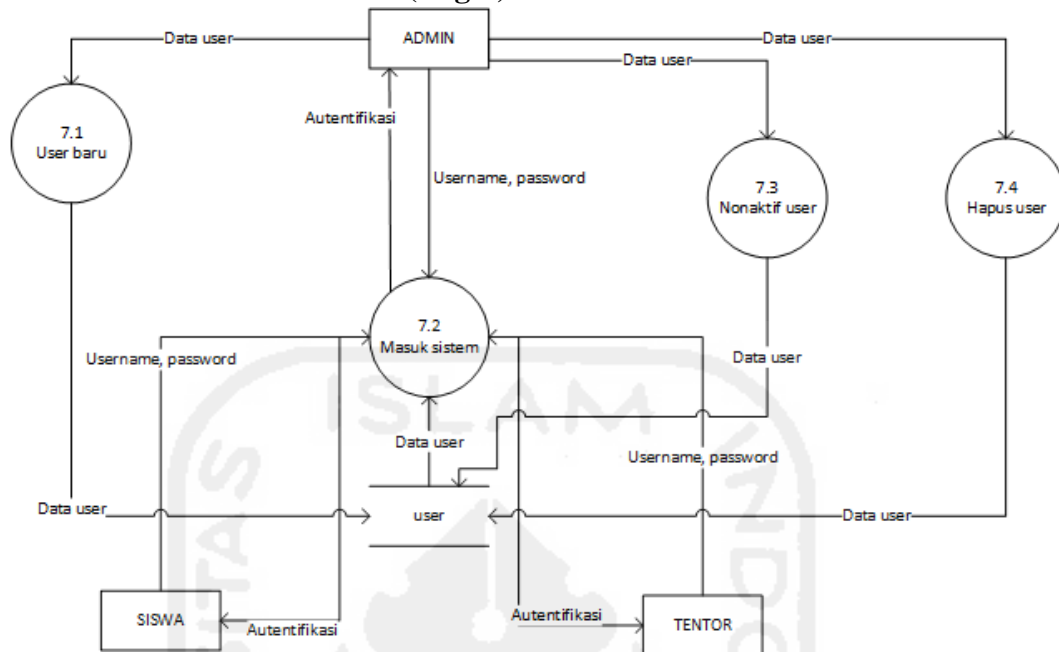 Data user
ADMIN
Data user
Data user
Autentifikasi
7.1
User baru
Username, password
7.3
Nonaktif user
7.4
Hapus user
7.2
Masuk sistem
Username, password
Data user
Data user
Username, password
Data user
user
Data user
SISWA
Autentifikasi
Autentifikasi
TENTOR
ISLAM